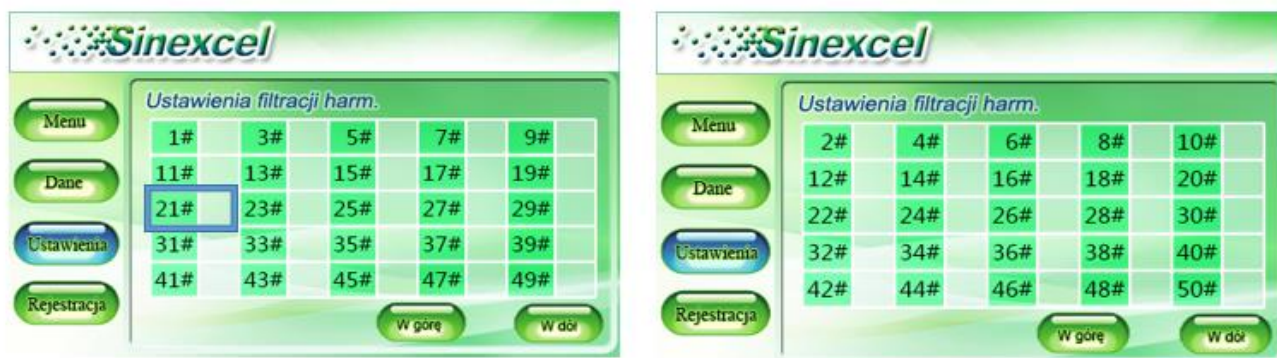 Sinexcel
Ustawienia filtracji harm.
Menu
Dane
Ustawienia
Rejestracja
1# 3# 5# 7# 9#
11# 13# 15# 17# 19#
21# 23# 25# 27# 29#
31# 33# 35# 37# 39#
41# 43# 45# 47# 49#
W górę W dół
Sinexcel
Ustawienia filtracji harm.
Menu
Dane
Ustawienia
Rejestracja
2# 4# 6# 8# 10#
12# 14# 16# 18# 20#
22# 24# 26# 28# 30#
32# 34# 36# 38# 40#
42# 44# 46# 48# 50#
W górę W dół